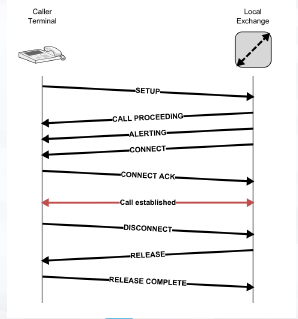 Caller
Terminal
Local
Exchange
SETUP
CALL PROCEEDING
ALERTING
CONNECT
CONNECT ACK
Call established
DISCONNECT
RELEASE
RELEASE COMPLETE